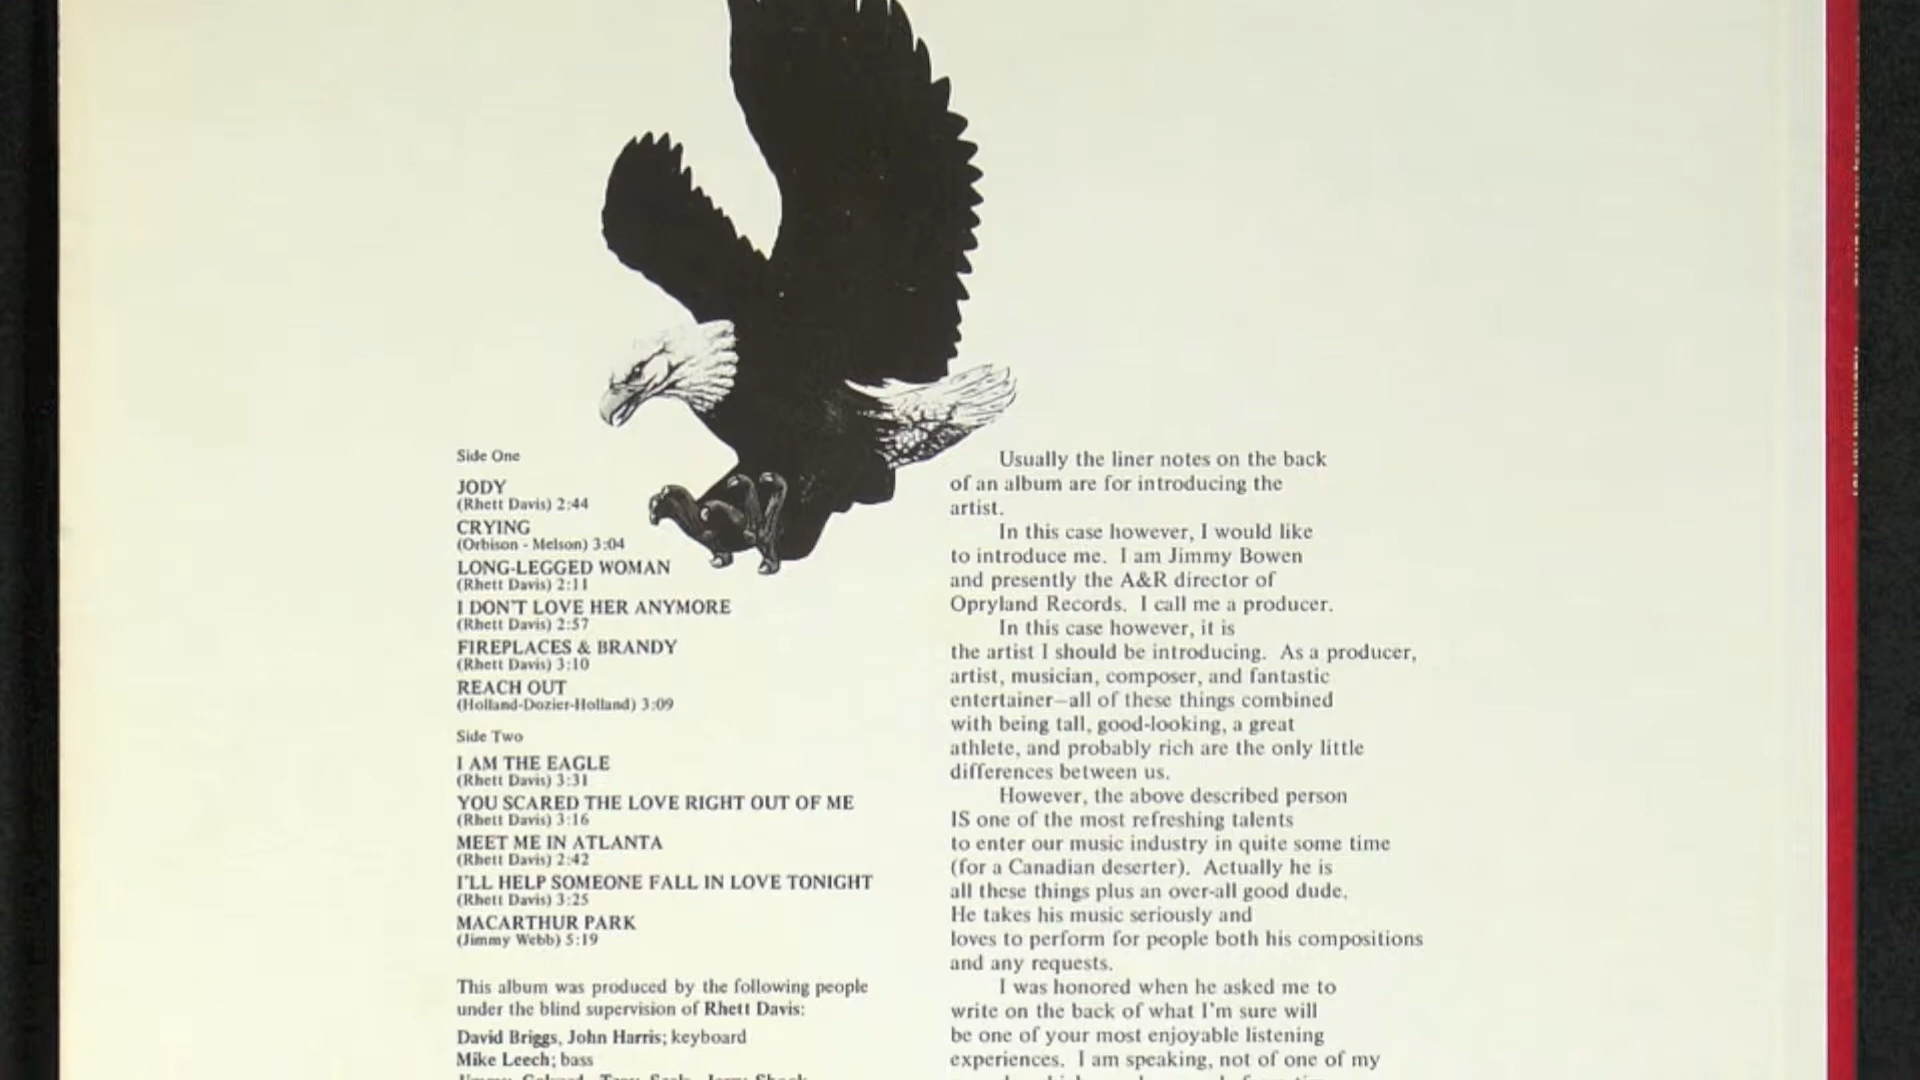 Side One
JODY
(Rhett Davis) 2:44
CRYING
(Orbison - Melson) 3:04
LONG-LEGGED WOMAN
(Rhett Davis) 2:11
I DON'T LOVE HER ANYMORE
(Rhett Davis) 2:57
FIREPLACES & BRANDY
(Rhett Davis) 3:10
REACH OUT
(Holland-Dozier-Holland) 3:09
Side Two
I AM THE EAGLE
(Rhett Davis) 3:31
YOU SCARED THE LOVE RIGHT OUT OF ME
(Rhett Davis) 3:16
MEET ME IN ATLANTA
(Rhett Davis) 2:42
I'LL HELP SOMEONE FALL IN LOVE TONIGHT
(Rhett Davis) 3:25
MACARTHUR PARK
(Jimmy Webb) 5:19
This album was produced by the following people
under the blind supervision of Rhett Davis:
David Briggs, John Harris; keyboard
Mike Leech; bass
Usually the liner notes on the back
of an album are for introducing the
artist.
In this case however, I would like
to introduce me. I am Jimmy Bowen
and presently the A&R director of
Opryland Records. I call me a producer.
In this case however, it is
the artist I should be introducing. As a producer,
artist, musician, composer, and fantastic
entertainer—all of these things combined
with being tall, good-looking, a great
athlete, and probably rich are the only little
differences between us.
However, the above described person
IS one of the most refreshing talents
to enter our music industry in quite some time
(for a Canadian deserter). Actually he is
all these things plus an over-all good dude.
He takes his music seriously and
loves to perform for people both his compositions
and any requests.
I was honored when he asked me to
write on the back of what I'm sure will
be one of your most enjoyable listening
experiences. I am speaking, not of one of my